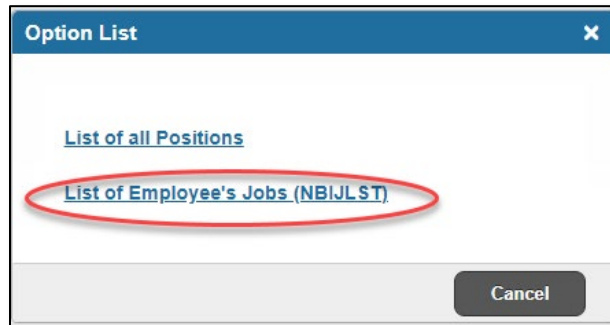 Option List
List of all Positions
List of Employee's Jobs (NBIJLST)
Cancel